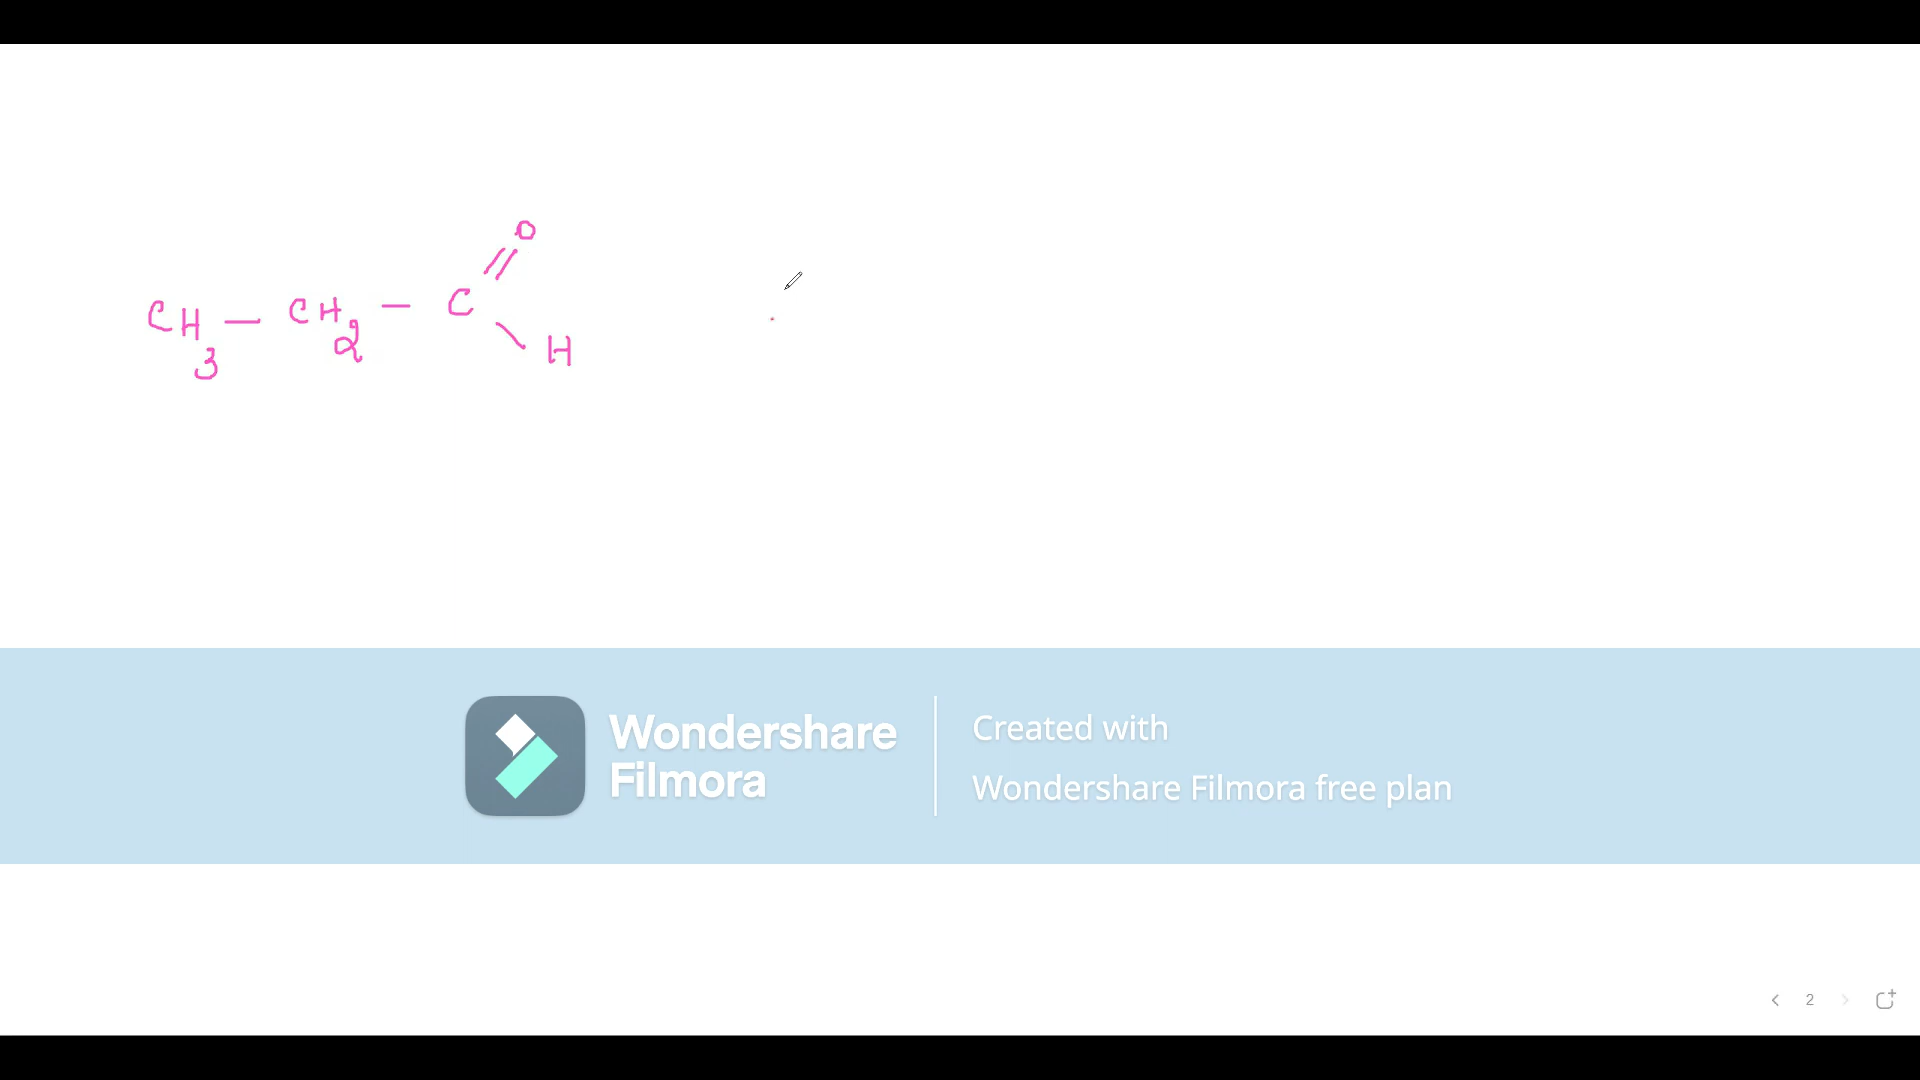 O
CH3 — CH2 — C
H
Wondershare Filmora
Created with
Wondershare Filmora free plan
2